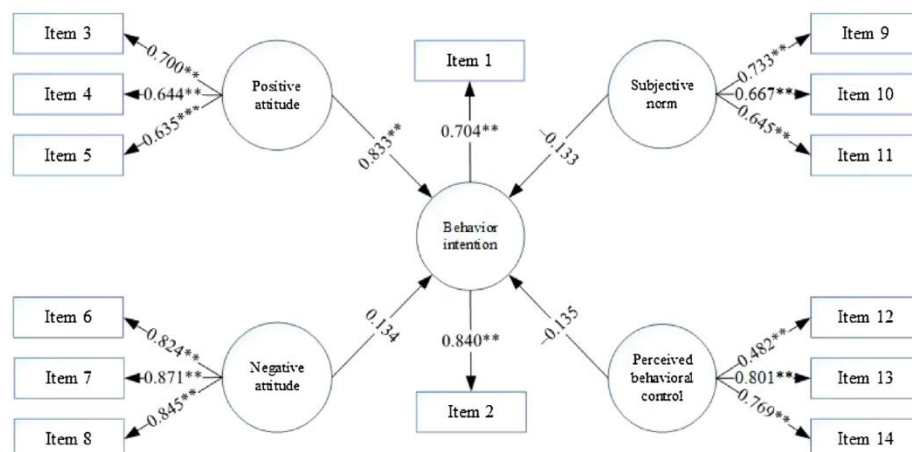 Item 3
Item 4
Item 5
0.700**
0.644**
0.635***
Positive
attitude
0.833**
Item 1
0.704**
Subjective
norm
−0.133
0.733**
0.667**
0.645**
Item 9
Item 10
Item 11
Behavior
intention
Item 6
Item 7
Item 8
0.824**
0.871**
0.845**
Negative
attitude
0.134
0.840**
Item 2
−0.135
Perceived
behavioral
control
0.482**
0.801**
0.769**
Item 12
Item 13
Item 14